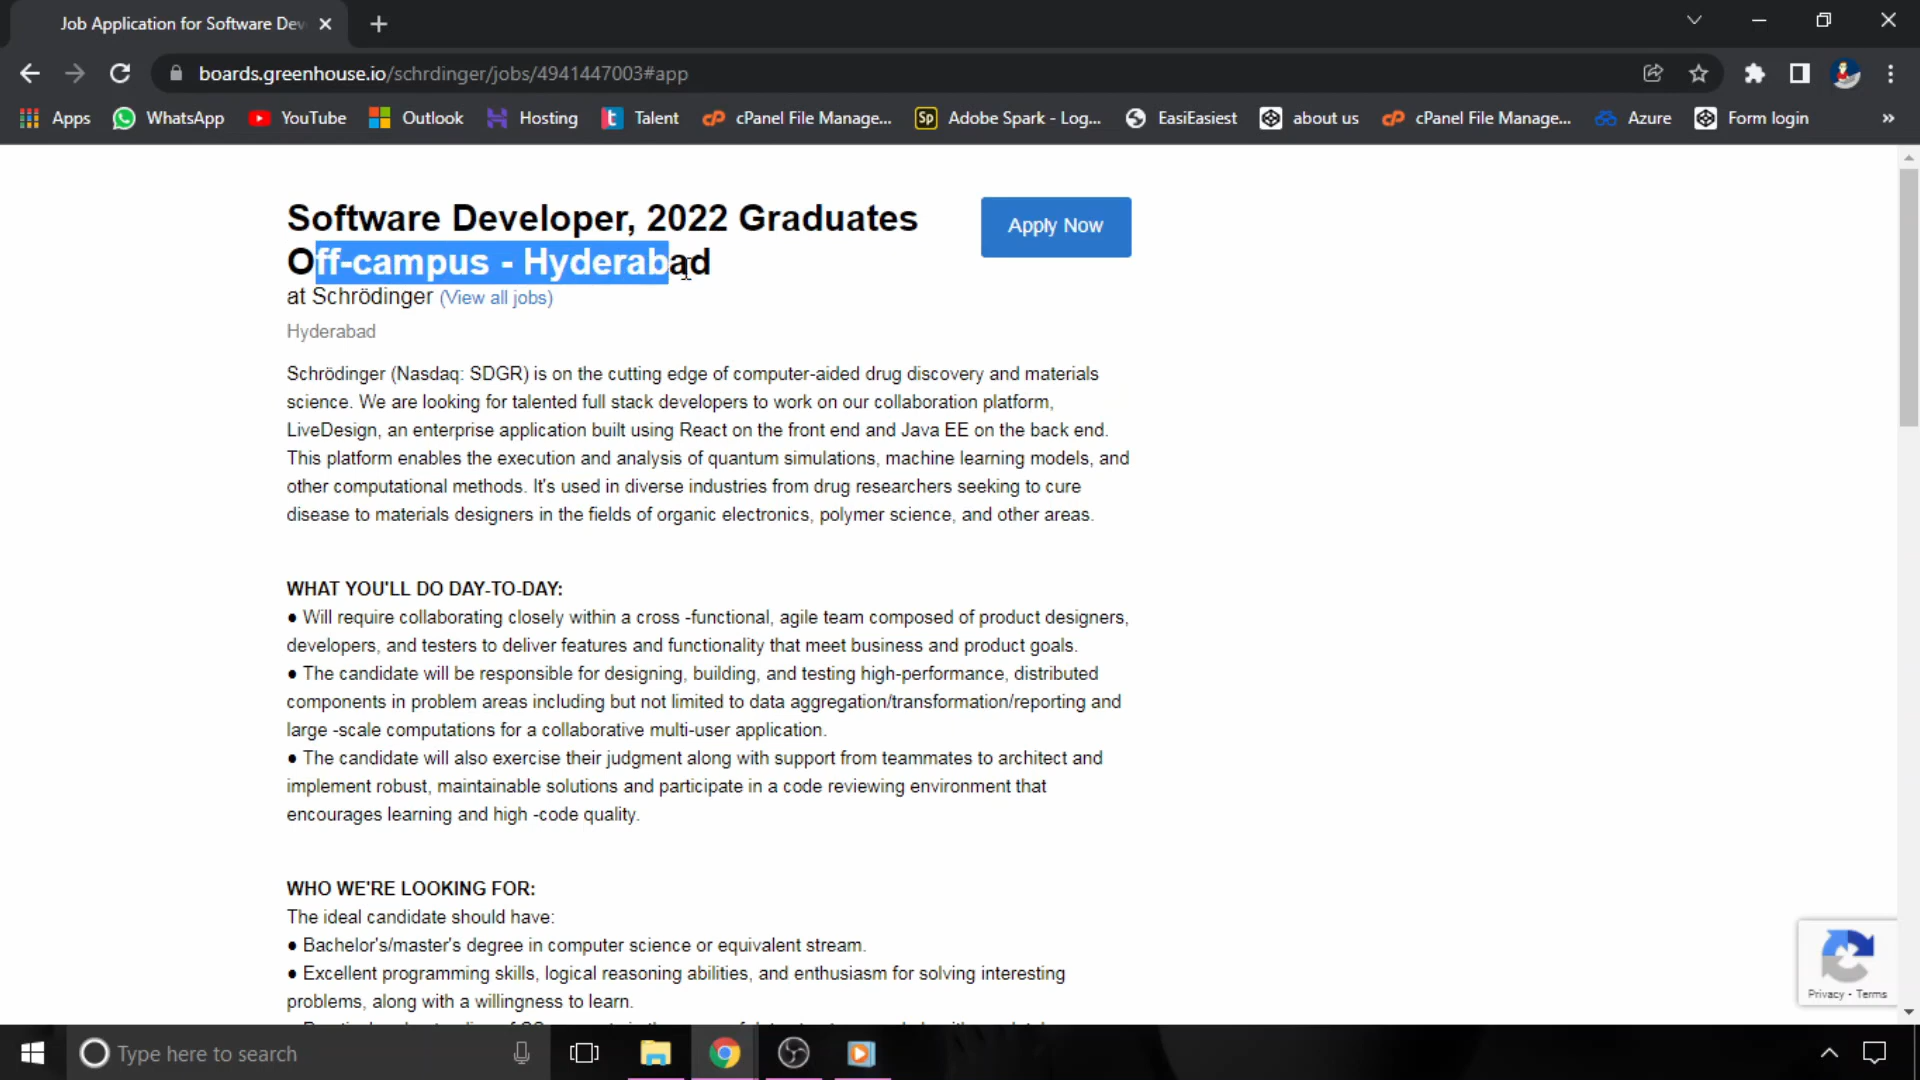 Job Application for Software Dev
boards.greenhouse.io/schrdinger/jobs/4941447003#app
Apps WhatsApp YouTube Outlook Hosting Talent cPanel File Manage... Adobe Spark - Log... EasiEasiest about us cPanel File Manage... Azure Form login »
Software Developer, 2022 Graduates
Off-campus - Hyderabad
Apply Now
at Schrödinger (View all jobs)
Hyderabad
Schrödinger (Nasdaq: SDGR) is on the cutting edge of computer-aided drug discovery and materials
science. We are looking for talented full stack developers to work on our collaboration platform,
LiveDesign, an enterprise application built using React on the front end and Java EE on the back end.
This platform enables the execution and analysis of quantum simulations, machine learning models, and
other computational methods. It's used in diverse industries from drug researchers seeking to cure
disease to materials designers in the fields of organic electronics, polymer science, and other areas.
WHAT YOU'LL DO DAY-TO-DAY:
● Will require collaborating closely within a cross -functional, agile team composed of product designers,
developers, and testers to deliver features and functionality that meet business and product goals.
● The candidate will be responsible for designing, building, and testing high-performance, distributed
components in problem areas including but not limited to data aggregation/transformation/reporting and
large -scale computations for a collaborative multi-user application.
● The candidate will also exercise their judgment along with support from teammates to architect and
implement robust, maintainable solutions and participate in a code reviewing environment that
encourages learning and high -code quality.
WHO WE'RE LOOKING FOR:
The ideal candidate should have:
● Bachelor's/master's degree in computer science or equivalent stream.
● Excellent programming skills, logical reasoning abilities, and enthusiasm for solving interesting
problems, along with a willingness to learn.
Privacy - Terms
Type here to search